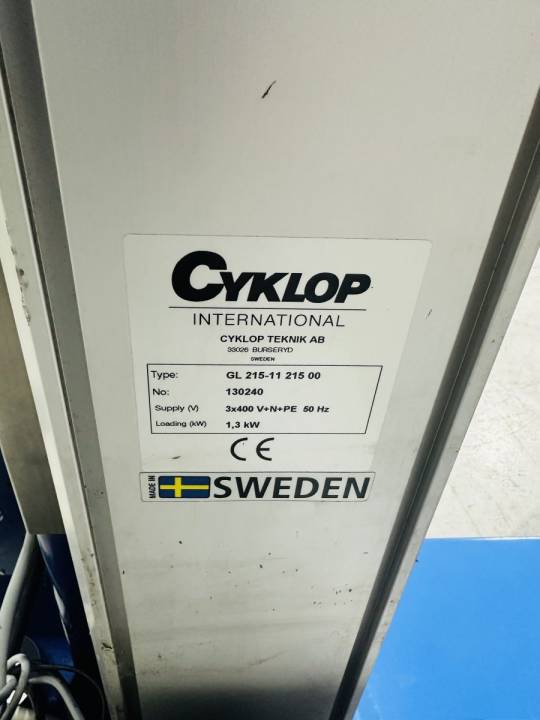 CYKLOP
INTERNATIONAL
CYKLOP TEKNIK AB
33026 BURSERYD
SWEDEN
Type: GL 215-11 215 00
No: 130240
Supply (V) 3x400 V+N+PE 50 Hz
Loading (kW) 1,3 kW
CE
MADE IN SWEDEN